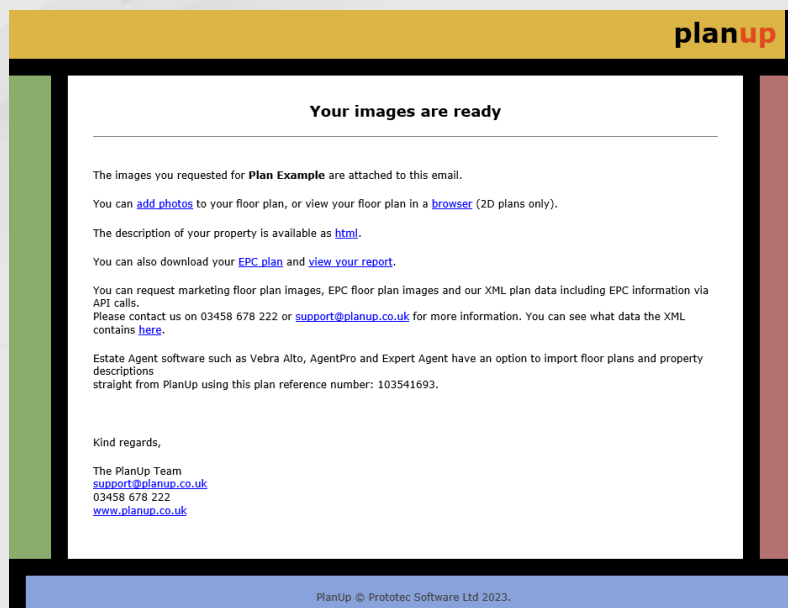 planup
Your images are ready
The images you requested for Plan Example are attached to this email.
You can add photos to your floor plan, or view your floor plan in a browser (2D plans only).
The description of your property is available as html.
You can also download your EPC plan and view your report.
You can request marketing floor plan images, EPC floor plan images and our XML plan data including EPC information via
API calls.
Please contact us on 03458 678 222 or support@planup.co.uk for more information. You can see what data the XML
contains here.
Estate Agent software such as Vebra Alto, AgentPro and Expert Agent have an option to import floor plans and property
descriptions
straight from PlanUp using this plan reference number: 103541693.
Kind regards,
The PlanUp Team
support@planup.co.uk
03458 678 222
www.planup.co.uk
PlanUp © Prototec Software Ltd 2023.